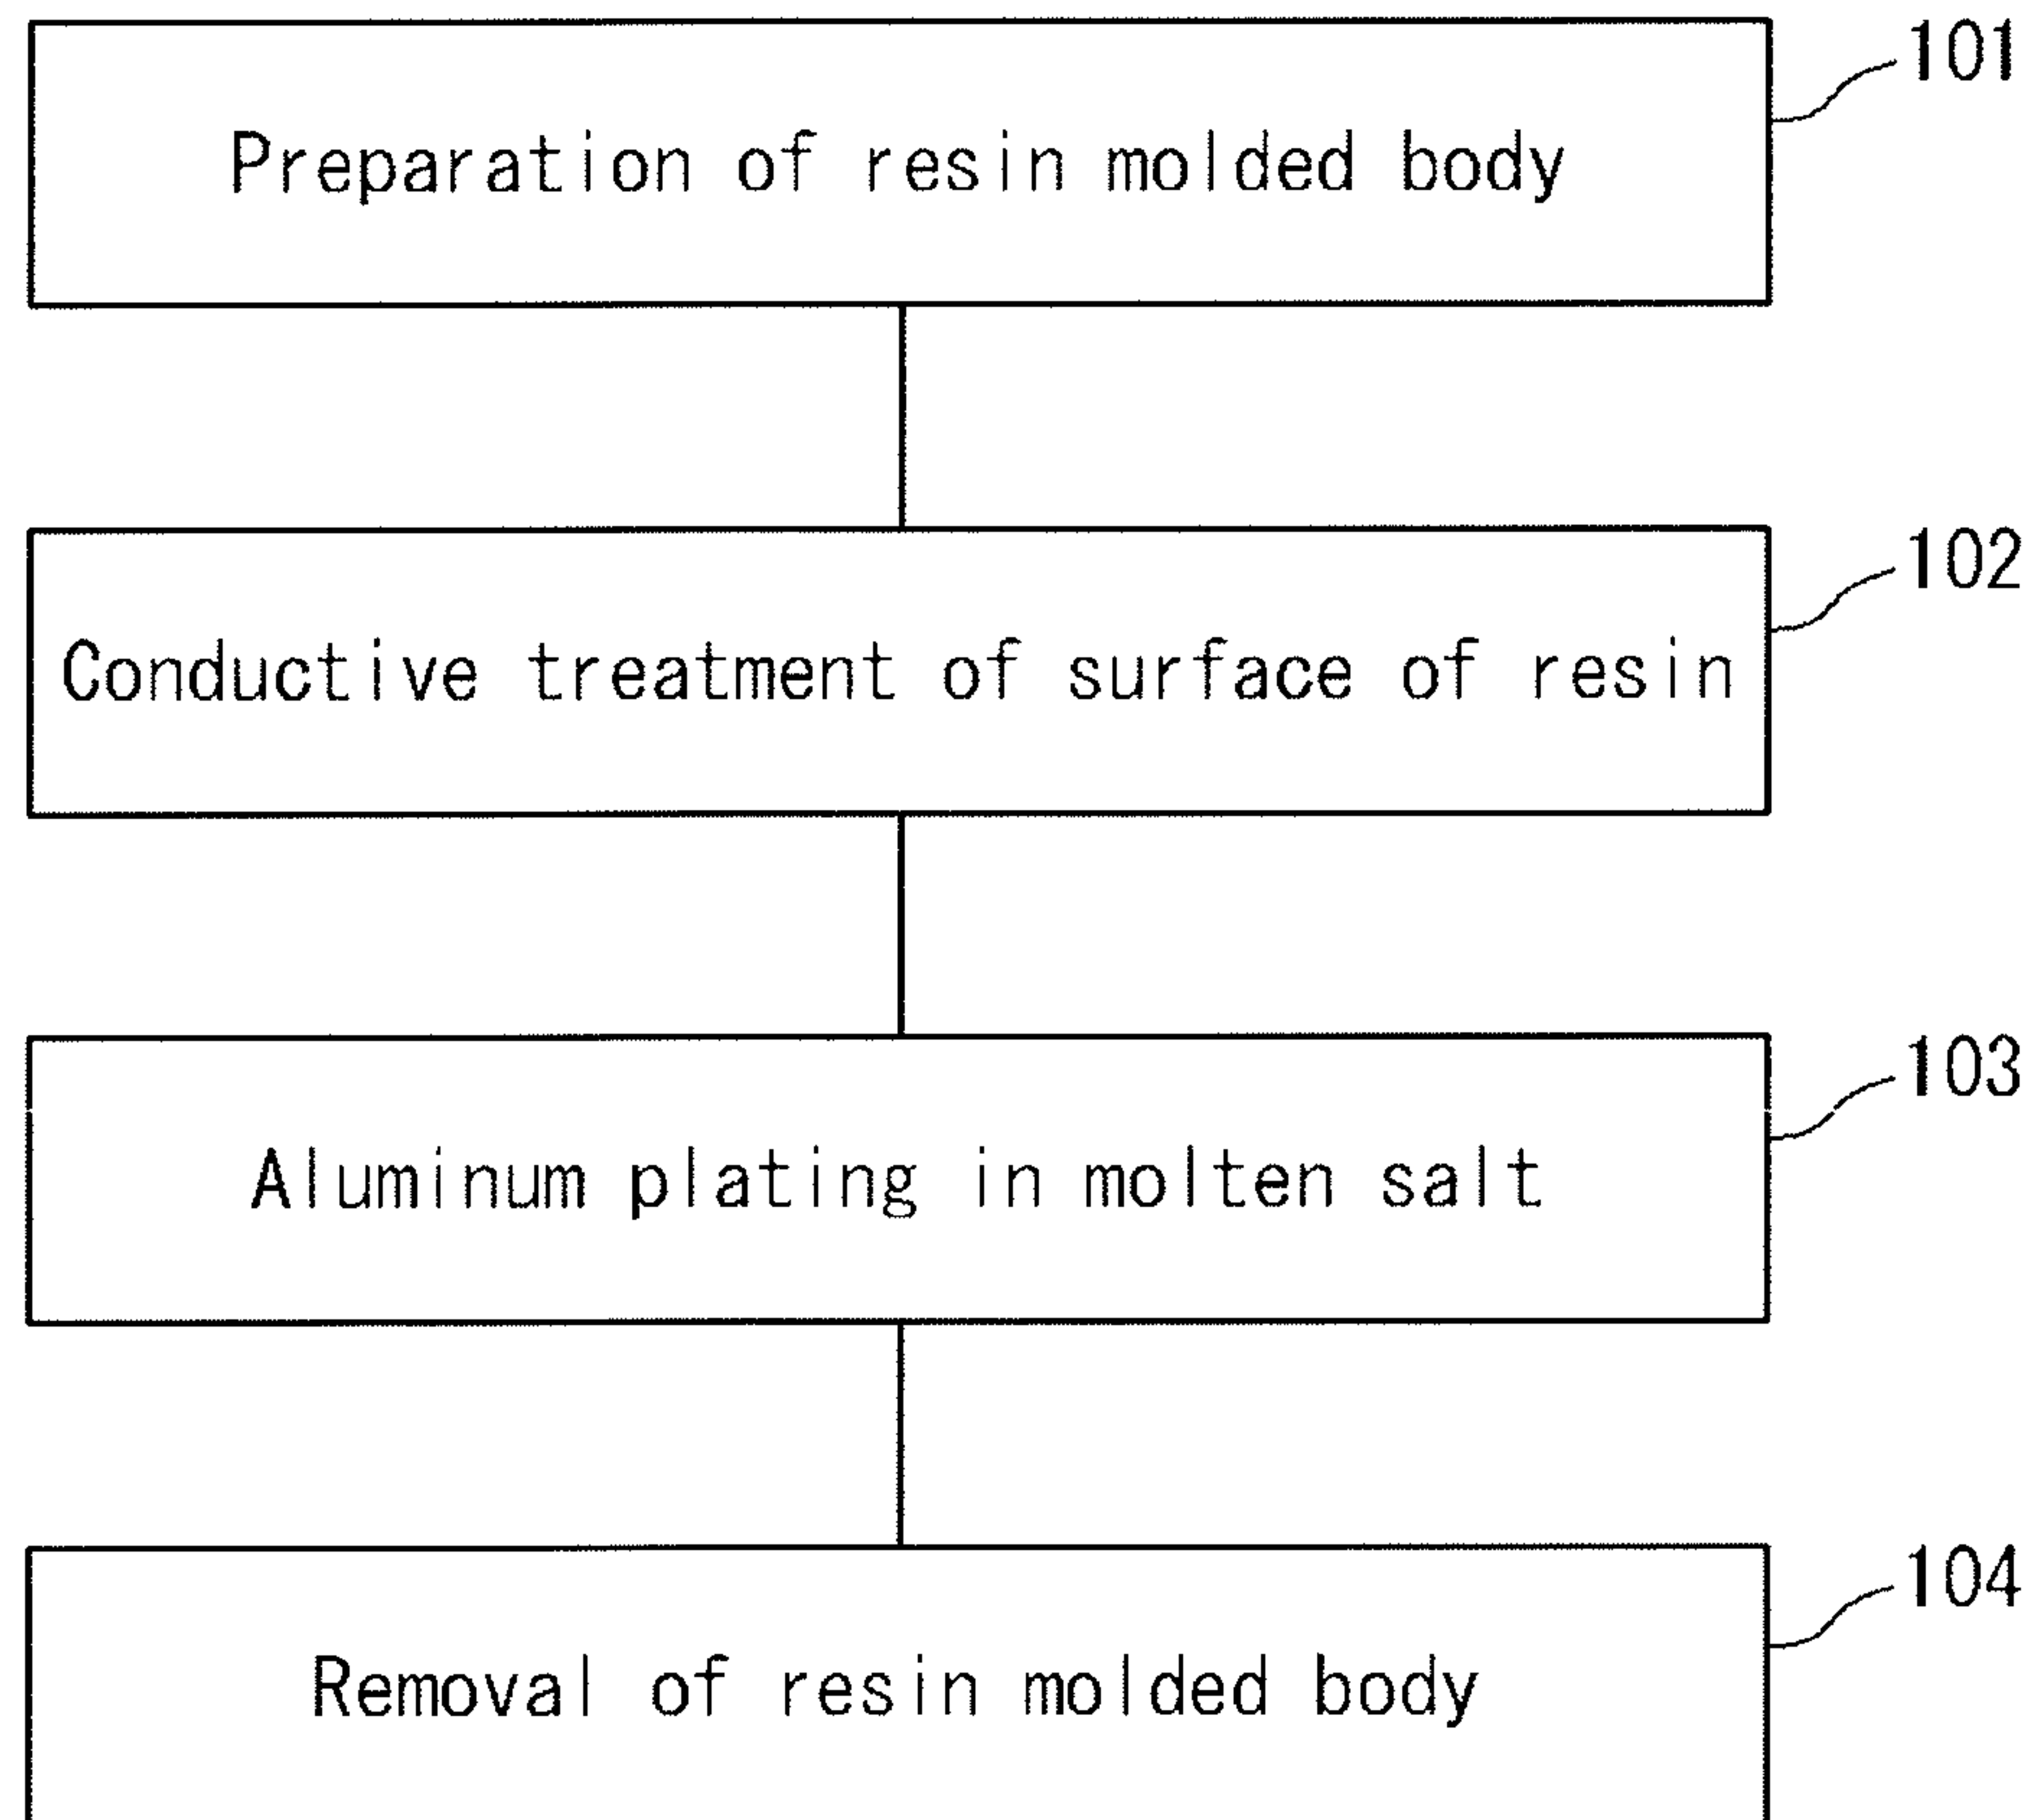 101
Preparation of resin molded body
102
Conductive treatment of surface of resin
103
Aluminum plating in molten salt
104
Removal of resin molded body